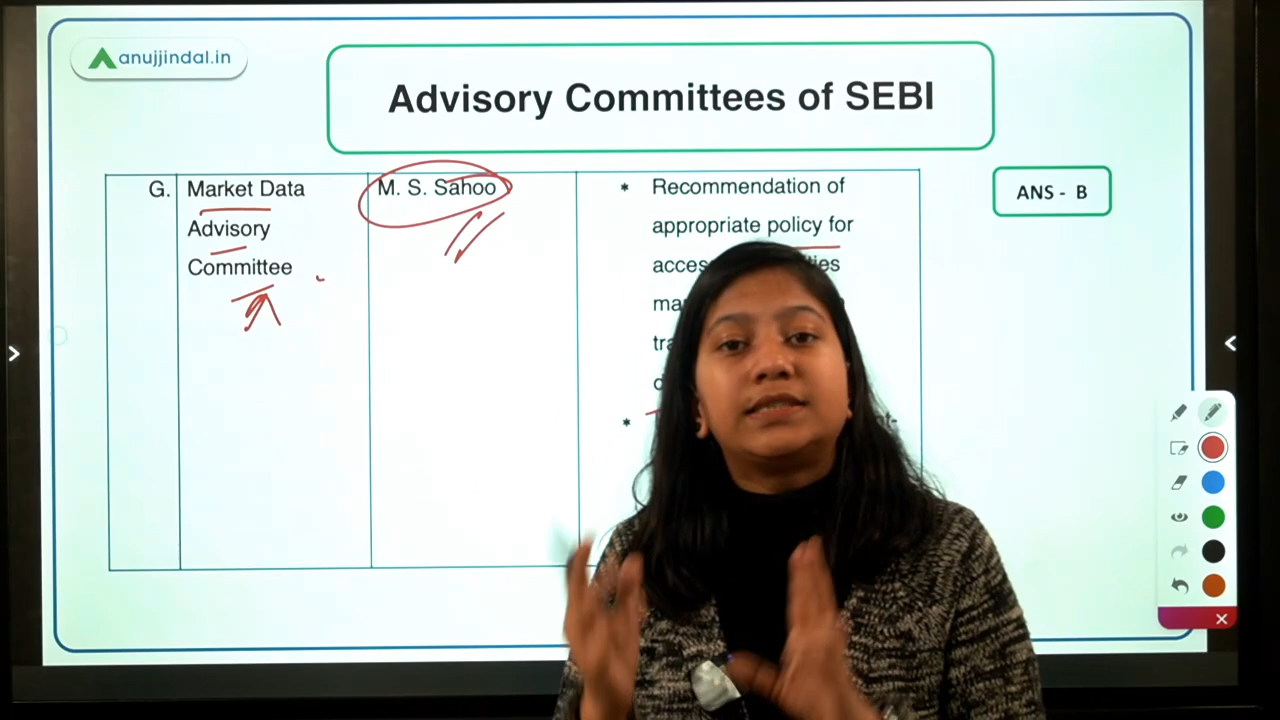 anujjindal.in
Advisory Committees of SEBI
G. Market Data M. S. Sahoo * Recommendation of
Advisory appropriate policy for
Committee
*
ANS - B